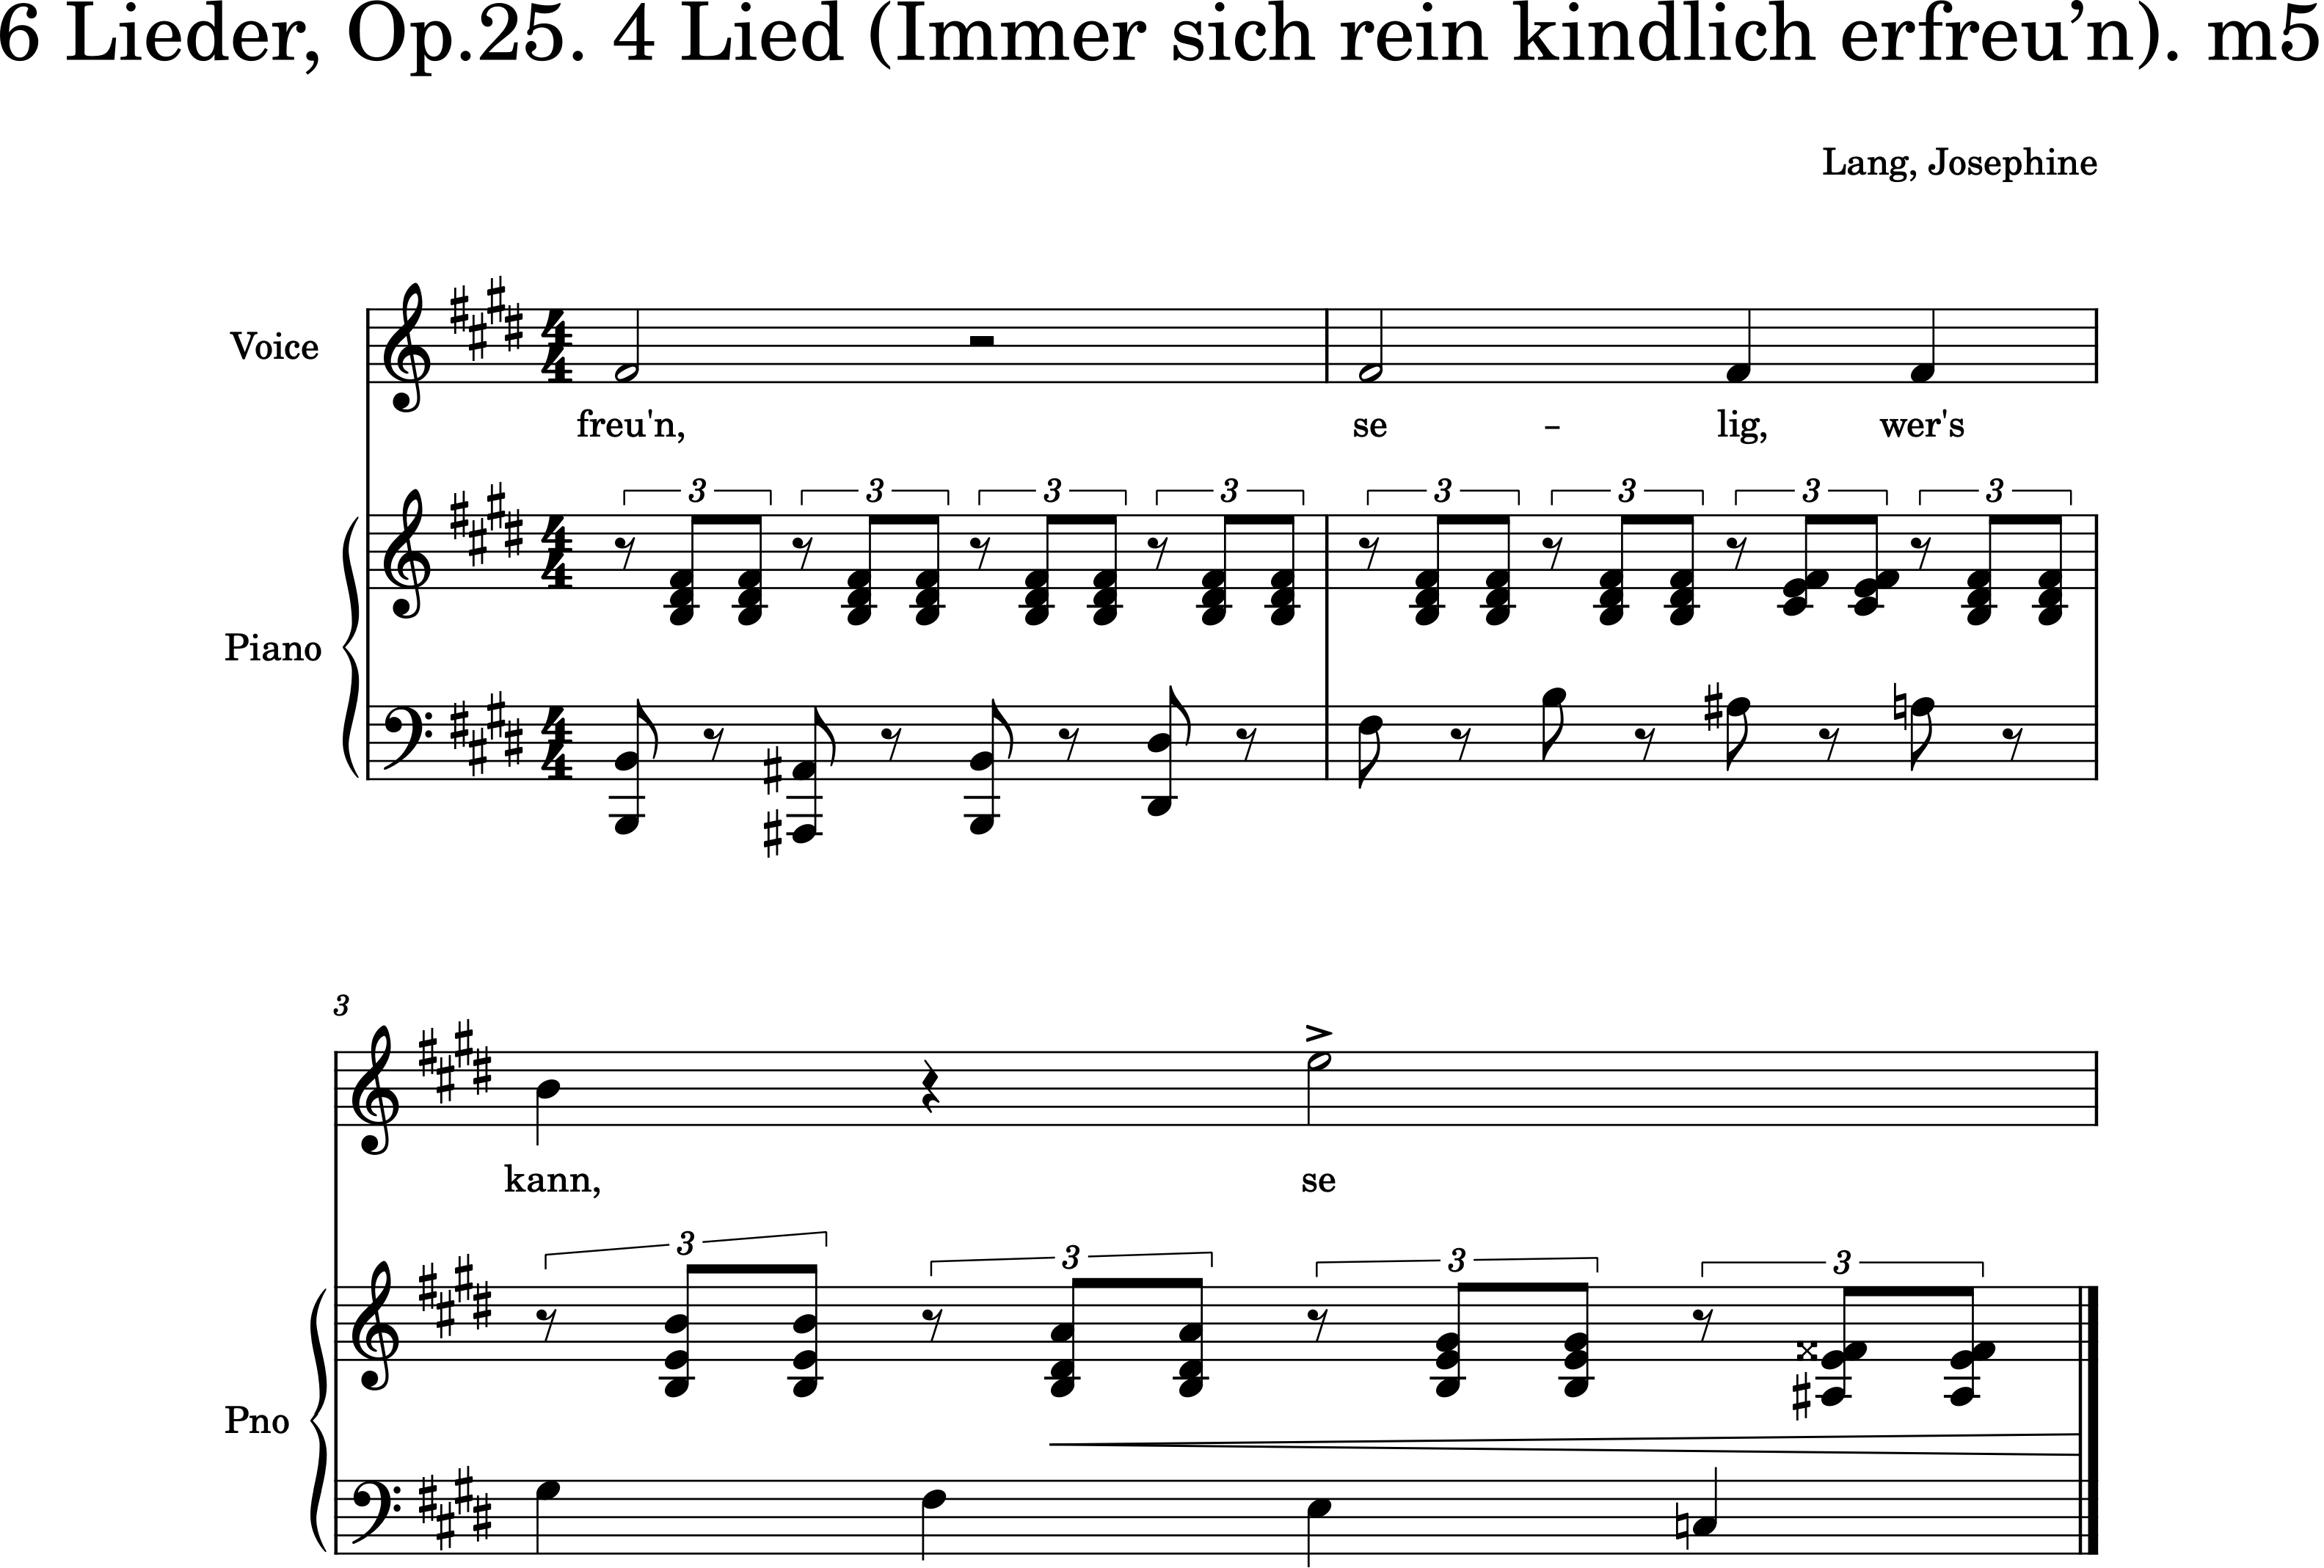 6 Lieder, Op.25. 4 Lied (Immer sich rein kindlich erfreu’n). m5
Lang, Josephine
Voice
freu'n, se – lig, wer's
3 3 3 3 3 3 3 3
Piano
3
kann, se
3 3 3 3
Pno